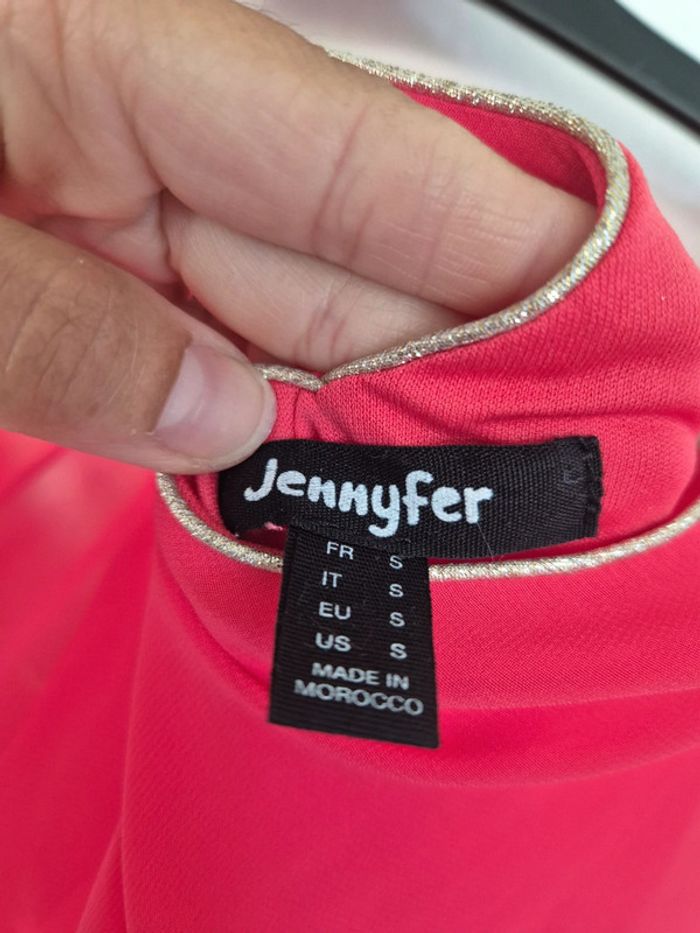 Jennyfer
FR S
IT S
EU S
US S
MADE IN
MOROCCO